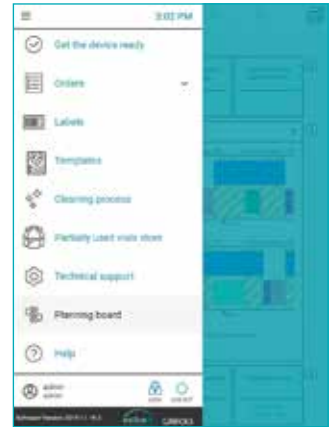 3:02 PM
Get the device ready
Orders
Labels
Templates
Cleaning process
Partially used vials store
Technical support
Planning board
Help
admin
admin